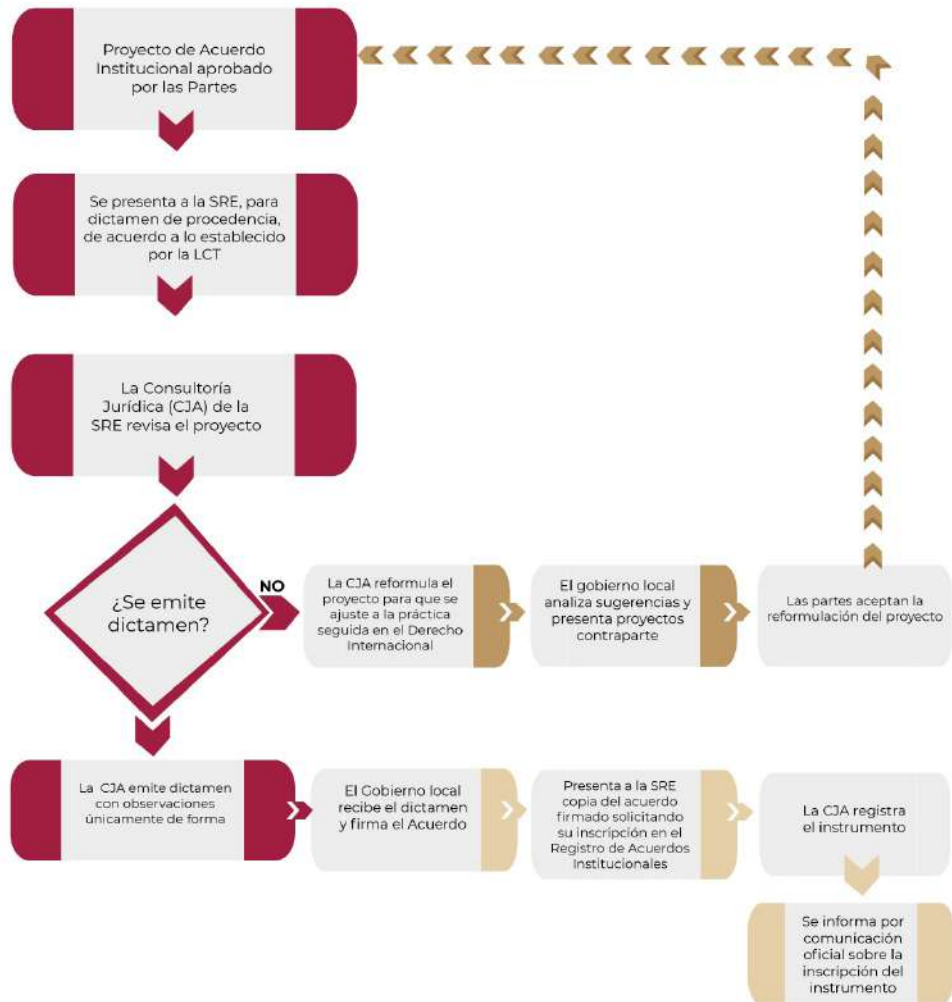 Proyecto de Acuerdo
Institucional aprobado
por las Partes
Se presenta a la SRE, para
dictamen de procedencia,
de acuerdo a lo establecido
por la LCT
La Consultoría
Jurídica (CJA) de la
SRE revisa el proyecto
¿Se emite
dictamen?
NO
La CJA reformula el
proyecto para que se
ajuste a la práctica
seguida en el Derecho
Internacional
El gobierno local
analiza sugerencias y
presenta proyectos
contraparte
Las partes aceptan la
reformulación del proyecto
La CJA emite dictamen
con observaciones
únicamente de forma
El Gobierno local
recibe el dictamen
y firma el Acuerdo
Presenta a la SRE
copia del acuerdo
firmado solicitando
su inscripción en el
Registro de Acuerdos
Institucionales
La CJA registra
el instrumento
Se informa por
comunicación
oficial sobre la
inscripción del
instrumento